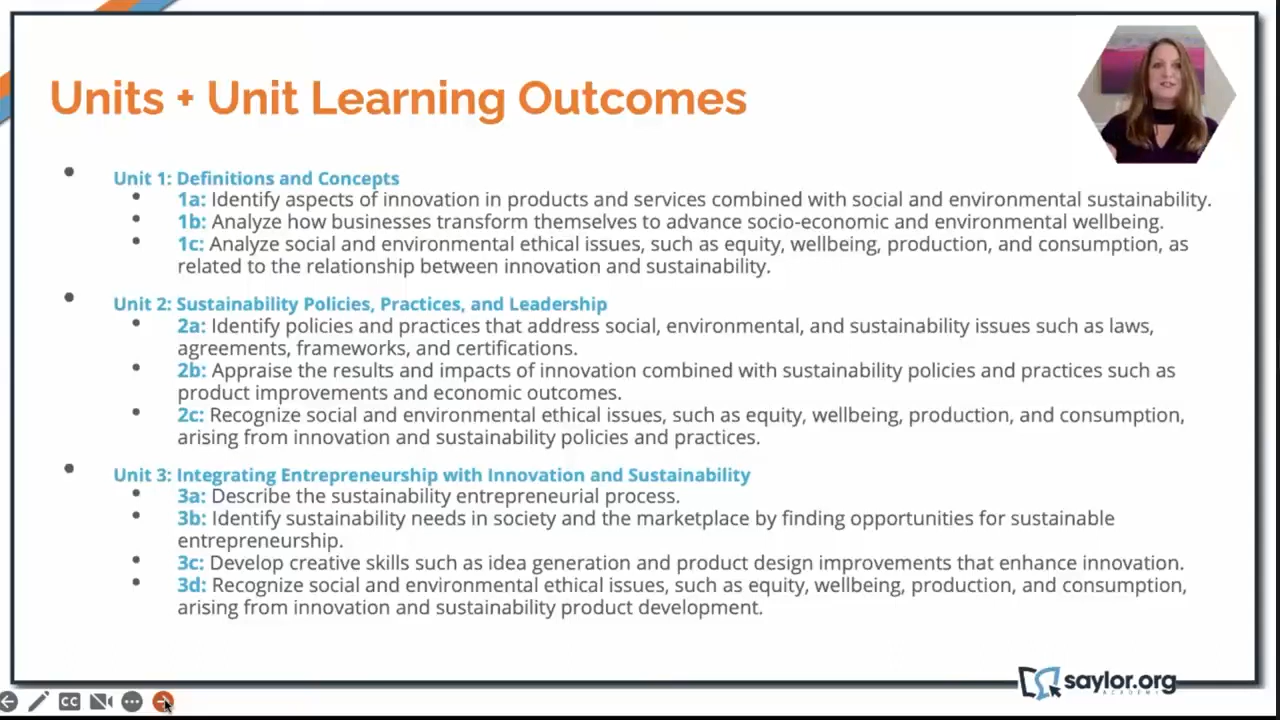 Units + Unit Learning Outcomes
Unit 1: Definitions and Concepts
1a: Identify aspects of innovation in products and services combined with social and environmental sustainability.
1b: Analyze how businesses transform themselves to advance socio-economic and environmental wellbeing.
1c: Analyze social and environmental ethical issues, such as equity, wellbeing, production, and consumption, as
related to the relationship between innovation and sustainability.
Unit 2: Sustainability Policies, Practices, and Leadership
2a: Identify policies and practices that address social, environmental, and sustainability issues such as laws,
agreements, frameworks, and certifications.
2b: Appraise the results and impacts of innovation combined with sustainability policies and practices such as
product improvements and economic outcomes.
2c: Recognize social and environmental ethical issues, such as equity, wellbeing, production, and consumption,
arising from innovation and sustainability policies and practices.
Unit 3: Integrating Entrepreneurship with Innovation and Sustainability
3a: Describe the sustainability entrepreneurial process.
3b: Identify sustainability needs in society and the marketplace by finding opportunities for sustainable
entrepreneurship.
3c: Develop creative skills such as idea generation and product design improvements that enhance innovation.
3d: Recognize social and environmental ethical issues, such as equity, wellbeing, production, and consumption,
arising from innovation and sustainability product development.
saylor.org
ACADEMY
CC